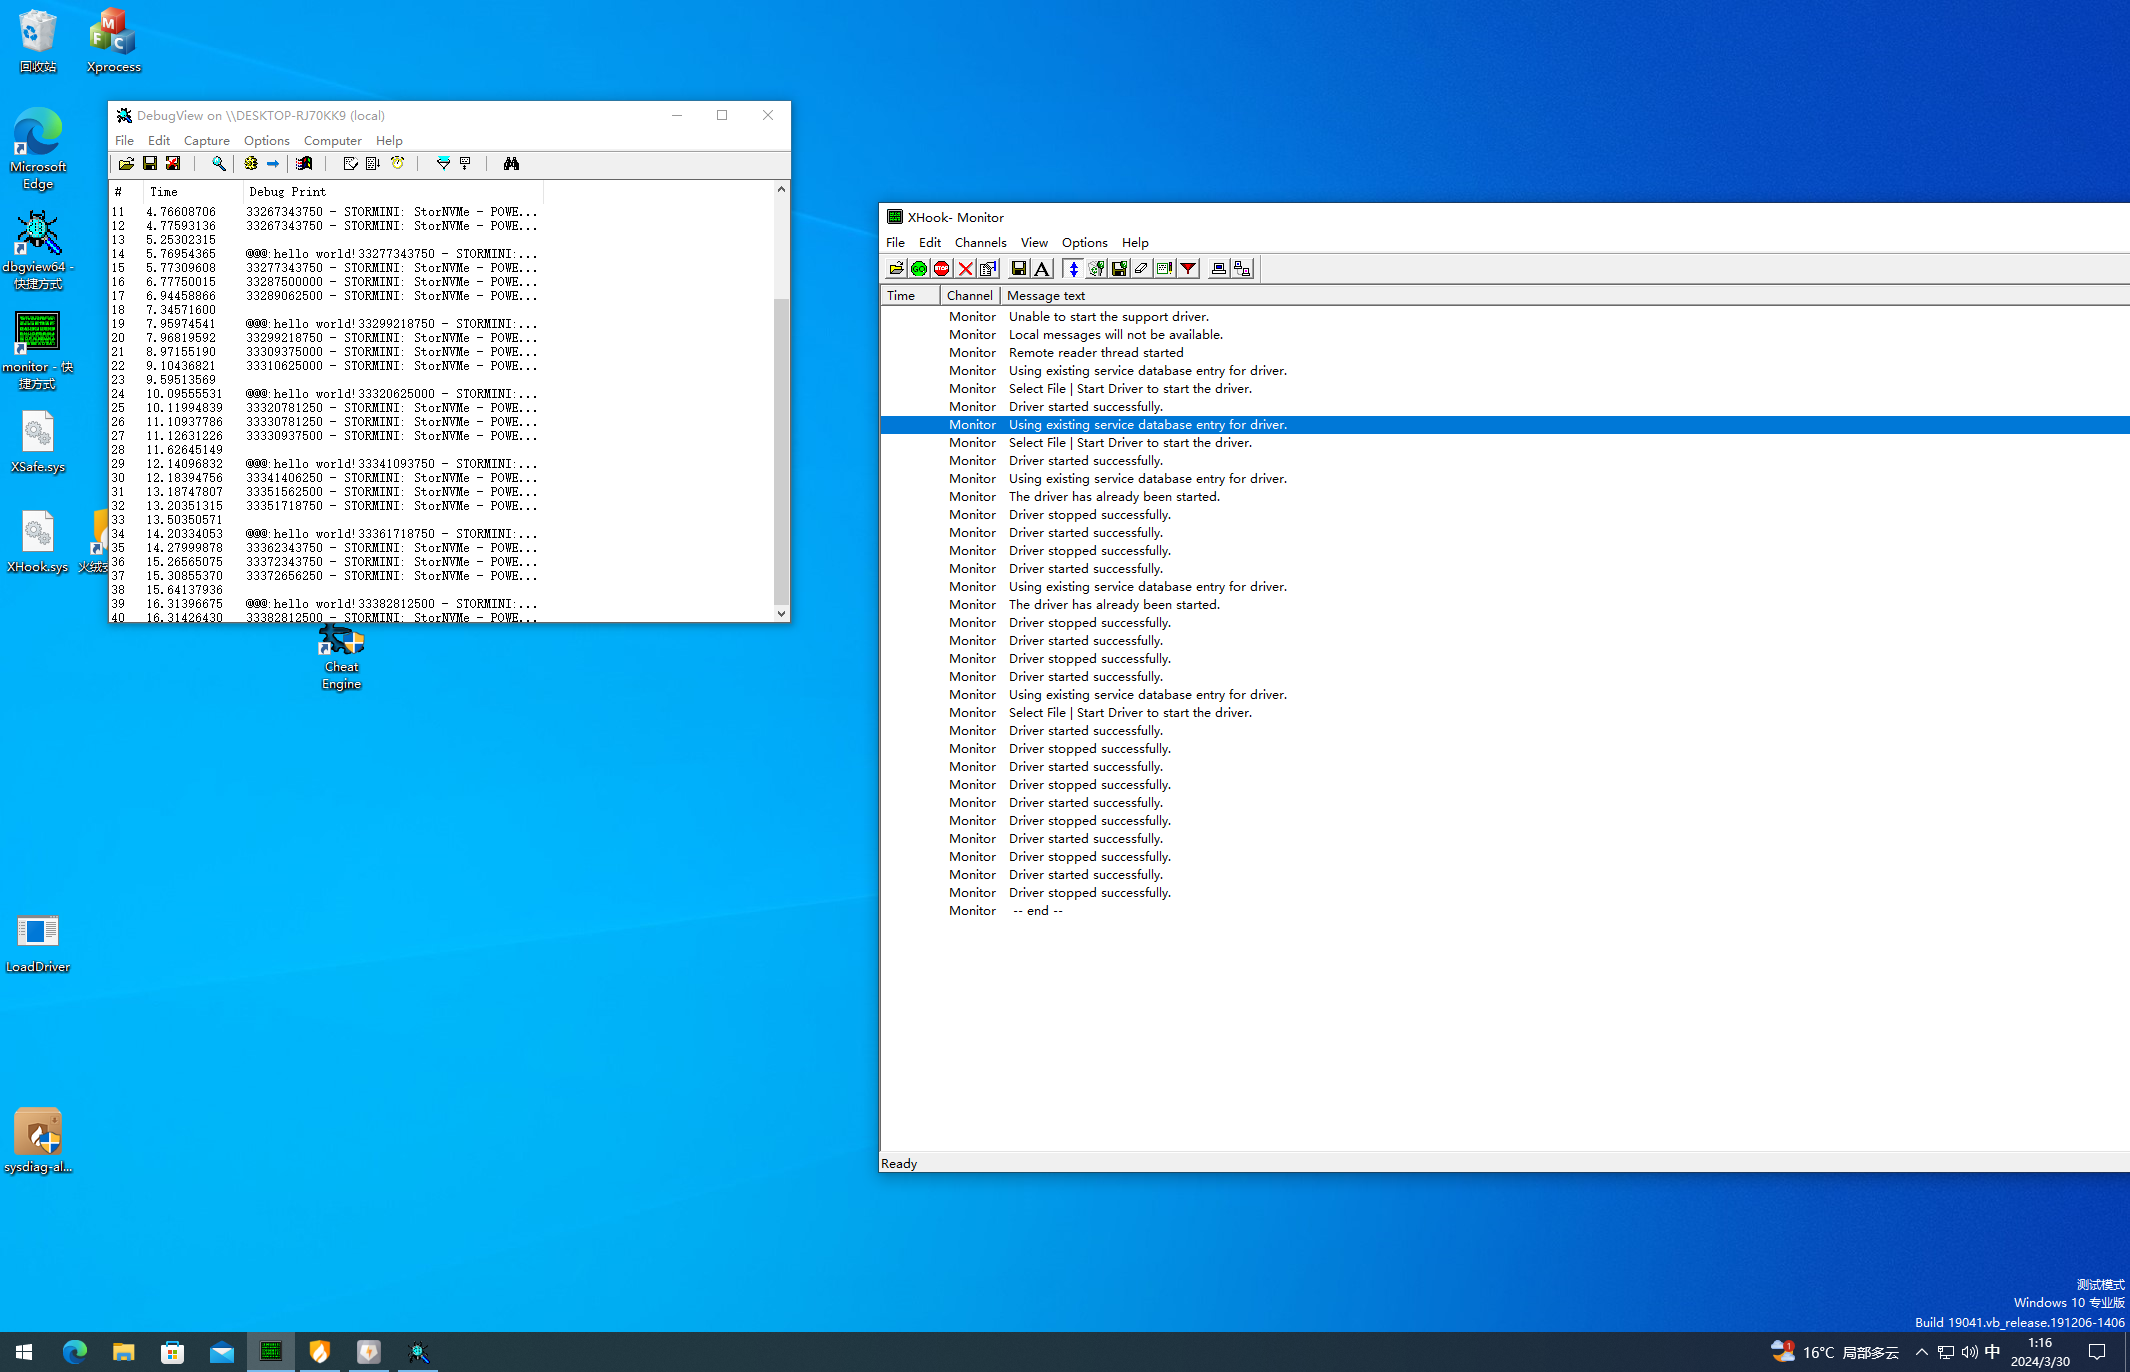 回收站
Xprocess
Microsoft
Edge
dbgview64 -
快捷方式
monitor - 快
捷方式
XSafe.sys
XHook.sys
火绒
Cheat
Engine
LoadDriver
sysdiag-al...
DebugView on \\DESKTOP-RJ70KK9 (local)
File Edit Capture Options Computer Help
# Time Debug Print
11 4.76608706 33267343750 - STORMINI: StorNVMe - POWE...
12 4.77593136 33267343750 - STORMINI: StorNVMe - POWE...
13 5.25302315
14 5.76954365 @@@:hello world!33277343750 - STORMINI:...
15 5.77309608 33277343750 - STORMINI: StorNVMe - POWE...
16 6.77750015 33287500000 - STORMINI: StorNVMe - POWE...
17 6.94458866 33289062500 - STORMINI: StorNVMe - POWE...
18 7.34571600
19 7.95974541 @@@:hello world!33299218750 - STORMINI:...
20 7.96819592 33299218750 - STORMINI: StorNVMe - POWE...
21 8.97155190 33309375000 - STORMINI: StorNVMe - POWE...
22 9.10436821 33310625000 - STORMINI: StorNVMe - POWE...
23 9.59513569
24 10.09555531 @@@:hello world!33320625000 - STORMINI:...
25 10.11994839 33320781250 - STORMINI: StorNVMe - POWE...
26 11.10937786 33330781250 - STORMINI: StorNVMe - POWE...
27 11.12631226 33330937500 - STORMINI: StorNVMe - POWE...
28 11.62645149
29 12.14096832 @@@:hello world!33341093750 - STORMINI:...
30 12.18394756 33341406250 - STORMINI: StorNVMe - POWE...
31 13.18747807 33351562500 - STORMINI: StorNVMe - POWE...
32 13.20351315 33351718750 - STORMINI: StorNVMe - POWE...
33 13.50350571
34 14.20334053 @@@:hello world!33361718750 - STORMINI:...
35 14.27999878 33362343750 - STORMINI: StorNVMe - POWE...
36 15.26565075 33372343750 - STORMINI: StorNVMe - POWE...
37 15.30855370 33372656250 - STORMINI: StorNVMe - POWE...
38 15.64137936
39 16.31396675 @@@:hello world!33382812500 - STORMINI:...
40 16.31426430 33382812500 - STORMINI: StorNVMe - POWE...
XHook- Monitor
File Edit Channels View Options Help
GO STOP
Time Channel Message text
Monitor Unable to start the support driver.
Monitor Local messages will not be available.
Monitor Remote reader thread started
Monitor Using existing service database entry for driver.
Monitor Select File | Start Driver to start the driver.
Monitor Driver started successfully.
Monitor Using existing service database entry for driver.
Monitor Select File | Start Driver to start the driver.
Monitor Driver started successfully.
Monitor Using existing service database entry for driver.
Monitor The driver has already been started.
Monitor Driver stopped successfully.
Monitor Driver started successfully.
Monitor Driver stopped successfully.
Monitor Driver started successfully.
Monitor Using existing service database entry for driver.
Monitor The driver has already been started.
Monitor Driver stopped successfully.
Monitor Driver started successfully.
Monitor Driver stopped successfully.
Monitor Driver started successfully.
Monitor Using existing service database entry for driver.
Monitor Select File | Start Driver to start the driver.
Monitor Driver started successfully.
Monitor Driver stopped successfully.
Monitor Driver started successfully.
Monitor Driver stopped successfully.
Monitor Driver started successfully.
Monitor Driver stopped successfully.
Monitor Driver started successfully.
Monitor Driver stopped successfully.
Monitor Driver started successfully.
Monitor Driver stopped successfully.
Monitor -- end --
Ready
测试模式
Windows 10 专业版
Build 19041.vb_release.191206-1406
1 16°C 局部多云 中 1:16
2024/3/30